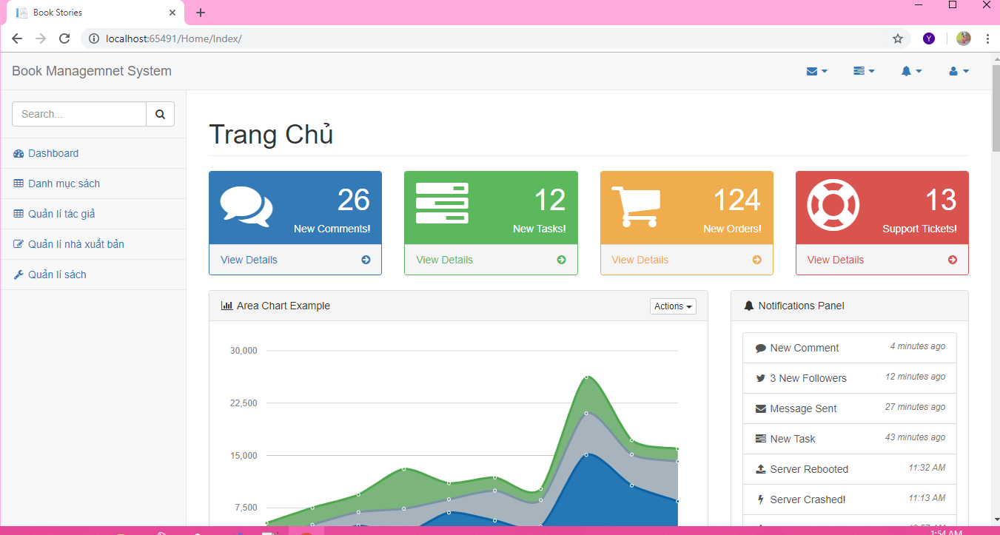 Book Stories
localhost:65491/Home/Index/
Y
Book Managemnet System
Search...
Dashboard
Danh mục sách
Quản lí tác giả
Quản lí nhà xuất bản
Quản lí sách
Trang Chủ
26
New Comments!
View Details
12
New Tasks!
View Details
124
New Orders!
View Details
13
Support Tickets!
View Details
Area Chart Example
Actions
30,000
22,500
15,000
7,500
Notifications Panel
New Comment 4 minutes ago
3 New Followers 12 minutes ago
Message Sent 27 minutes ago
New Task 43 minutes ago
Server Rebooted 11:32 AM
Server Crashed! 11:13 AM
1:54 AM